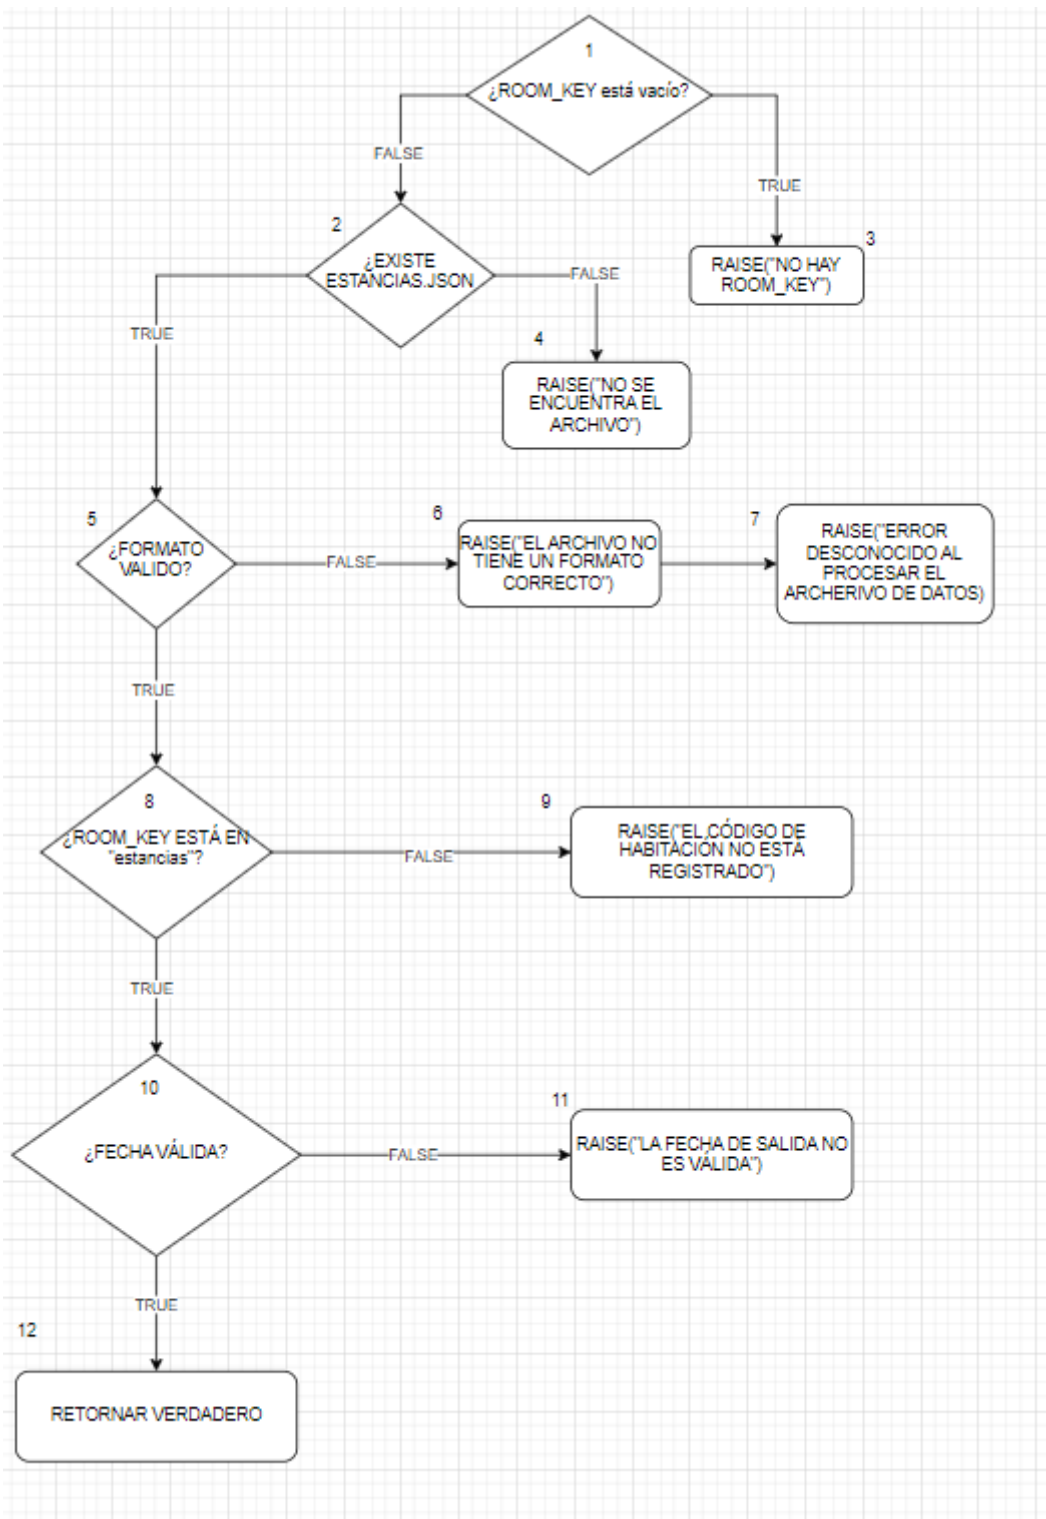 1
¿ROOM_KEY está vacío?
FALSE
TRUE
2
¿EXISTE
ESTANCIAS.JSON
3
RAISE("NO HAY
ROOM_KEY")
FALSE
TRUE
4
RAISE("NO SE
ENCUENTRA EL
ARCHIVO")
5
¿FORMATO
VALIDO?
FALSE
6
RAISE("EL ARCHIVO NO
TIENE UN FORMATO
CORRECTO")
7
RAISE("ERROR
DESCONOCIDO AL
PROCESAR EL
ARCHERIVO DE DATOS)
TRUE
8
¿ROOM_KEY ESTÁ EN
"estancias"?
FALSE
9
RAISE("EL CÓDIGO DE
HABITACIÓN NO ESTÁ
REGISTRADO")
TRUE
10
¿FECHA VÁLIDA?
FALSE
11
RAISE("LA FECHA DE SALIDA NO
ES VÁLIDA")
TRUE
12
RETORNAR VERDADERO